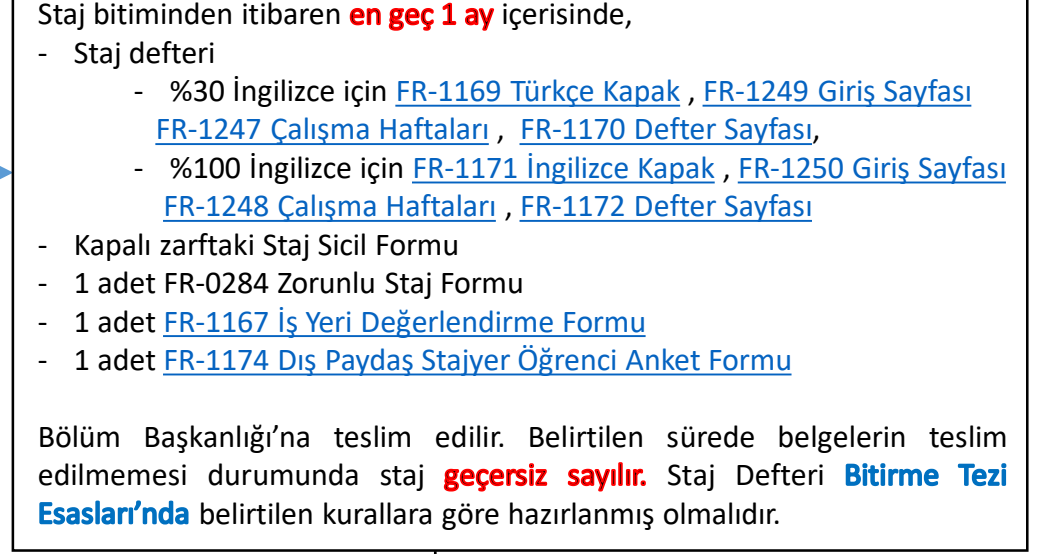 Staj bitiminden itibaren en geç 1 ay içerisinde,
- Staj defteri
- %30 İngilizce için FR-1169 Türkçe Kapak , FR-1249 Giriş Sayfası
FR-1247 Çalışma Haftaları , FR-1170 Defter Sayfası,
- %100 İngilizce için FR-1171 İngilizce Kapak , FR-1250 Giriş Sayfası
FR-1248 Çalışma Haftaları , FR-1172 Defter Sayfası
- Kapalı zarftaki Staj Sicil Formu
- 1 adet FR-0284 Zorunlu Staj Formu
- 1 adet FR-1167 İş Yeri Değerlendirme Formu
- 1 adet FR-1174 Dış Paydaş Stajyer Öğrenci Anket Formu
Bölüm Başkanlığı’na teslim edilir. Belirtilen sürede belgelerin teslim
edilmemesi durumunda staj geçersiz sayılır. Staj Defteri Bitirme Tezi
Esasları’nda belirtilen kurallara göre hazırlanmış olmalıdır.